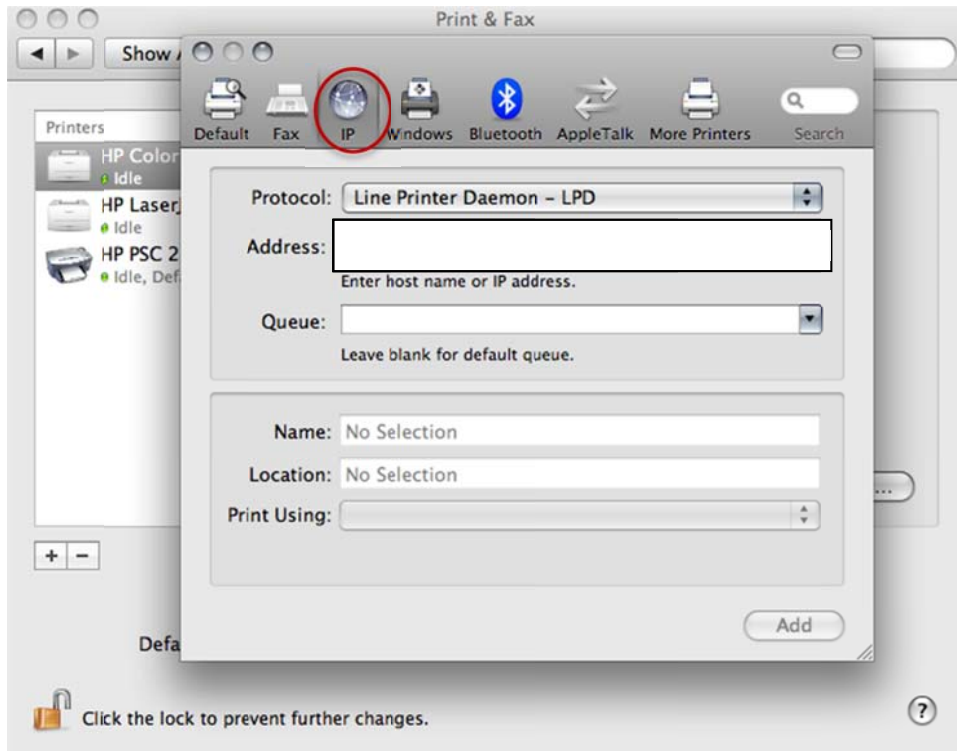 Print & Fax
Show
Default Fax IP Windows Bluetooth AppleTalk More Printers Search
Printers
HP Color
Idle
HP Laserj
Idle
HP PSC 2
Idle, Def
Protocol: Line Printer Daemon – LPD
Address:
Enter host name or IP address.
Queue:
Leave blank for default queue.
Name: No Selection
Location: No Selection
Print Using:
...
+ −
Add
Defa
Click the lock to prevent further changes.
?